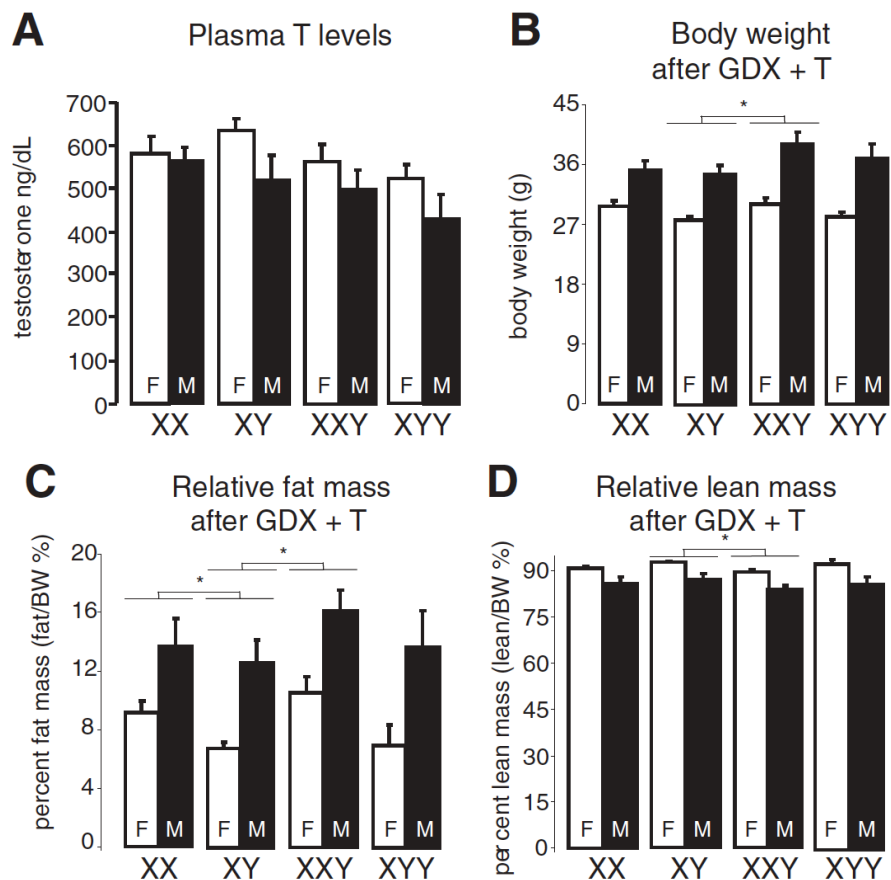 A
Plasma T levels
testosterone ng/dL
700
600
500
400
300
200
100
0
F M F M F M F M
XX XY XXY XYY
B
Body weight
after GDX + T
body weight (g)
45
36
27
18
9
0
*
F M F M F M F M
XX XY XXY XYY
C
Relative fat mass
after GDX + T
percent fat mass (fat/BW %)
20
16
12
8
4
0
*
*
F M F M F M F M
XX XY XXY XYY
D
Relative lean mass
after GDX + T
per cent lean mass (lean/BW %)
90
75
60
45
30
15
0
*
F M F M F M F M
XX XY XXY XYY